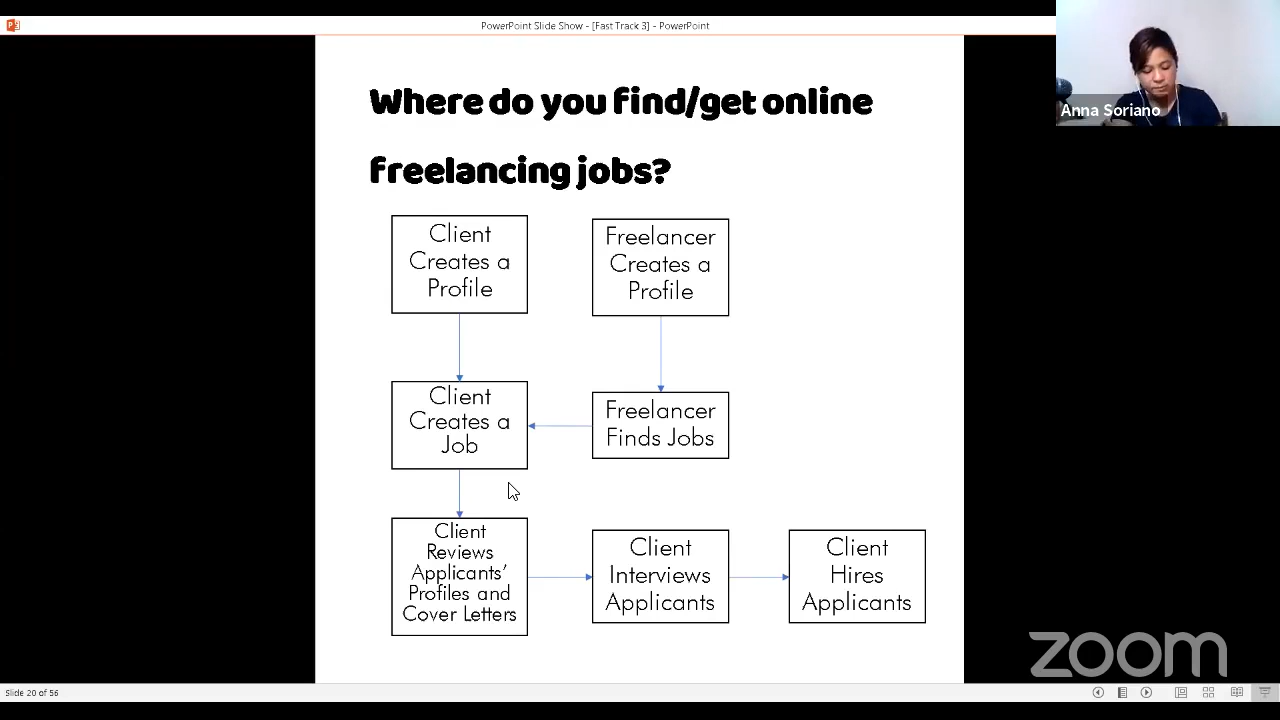 PowerPoint Slide Show - [Fast Track 3] - PowerPoint
Anna Soriano
Where do you find/get online
freelancing jobs?
Client
Creates a
Profile
Freelancer
Creates a
Profile
Client
Creates a
Job
Freelancer
Finds Jobs
Client
Reviews
Applicants'
Profiles and
Cover Letters
Client
Interviews
Applicants
Client
Hires
Applicants
zoom
Slide 20 of 56